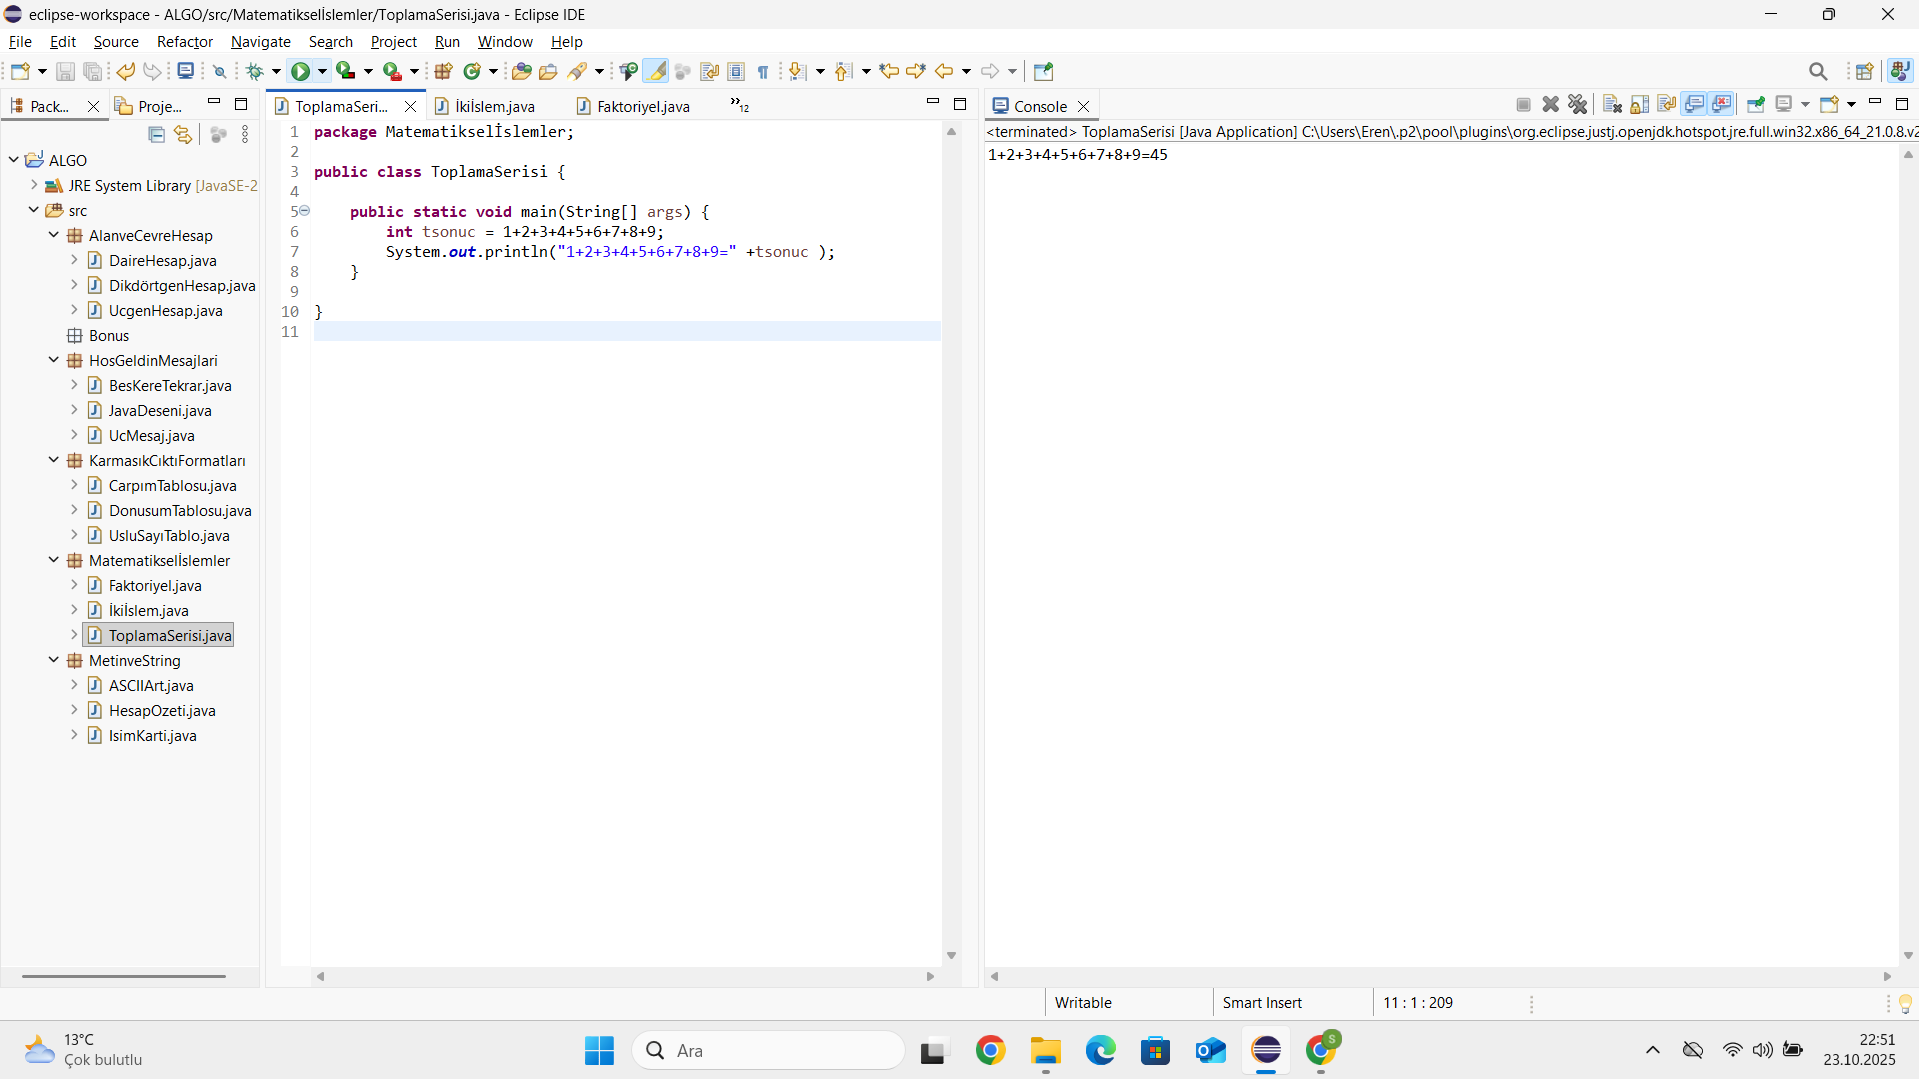 eclipse-workspace - ALGO/src/Matematikselİslemler/ToplamaSerisi.java - Eclipse IDE
File Edit Source Refactor Navigate Search Project Run Window Help
Pack... Proje...
ALGO
JRE System Library [JavaSE-2
src
AlanveCevreHesap
DaireHesap.java
DikdörtgenHesap.java
UcgenHesap.java
Bonus
HosGeldinMesajlari
BesKereTekrar.java
JavaDeseni.java
UcMesaj.java
KarmasıkCıktıFormatları
CarpımTablosu.java
DonusumTablosu.java
UsluSayıTablo.java
Matematikselİslemler
Faktoriyel.java
İkiİslem.java
ToplamaSerisi.java
MetinveString
ASCIIArt.java
HesapOzeti.java
IsimKarti.java
ToplamaSeri... İkiİslem.java Faktoriyel.java »12
1 package Matematikselİslemler;
2
3 public class ToplamaSerisi {
4
5 public static void main(String[] args) {
6 int tsonuc = 1+2+3+4+5+6+7+8+9;
7 System.out.println("1+2+3+4+5+6+7+8+9=" +tsonuc );
8 }
9
10 }
11
Console
<terminated> ToplamaSerisi [Java Application] C:\Users\Eren\.p2\pool\plugins\org.eclipse.justj.openjdk.hotspot.jre.full.win32.x86_64_21.0.8.v2
1+2+3+4+5+6+7+8+9=45
Writable Smart Insert 11 : 1 : 209
13°C
Çok bulutlu
Ara
S
22:51
23.10.2025